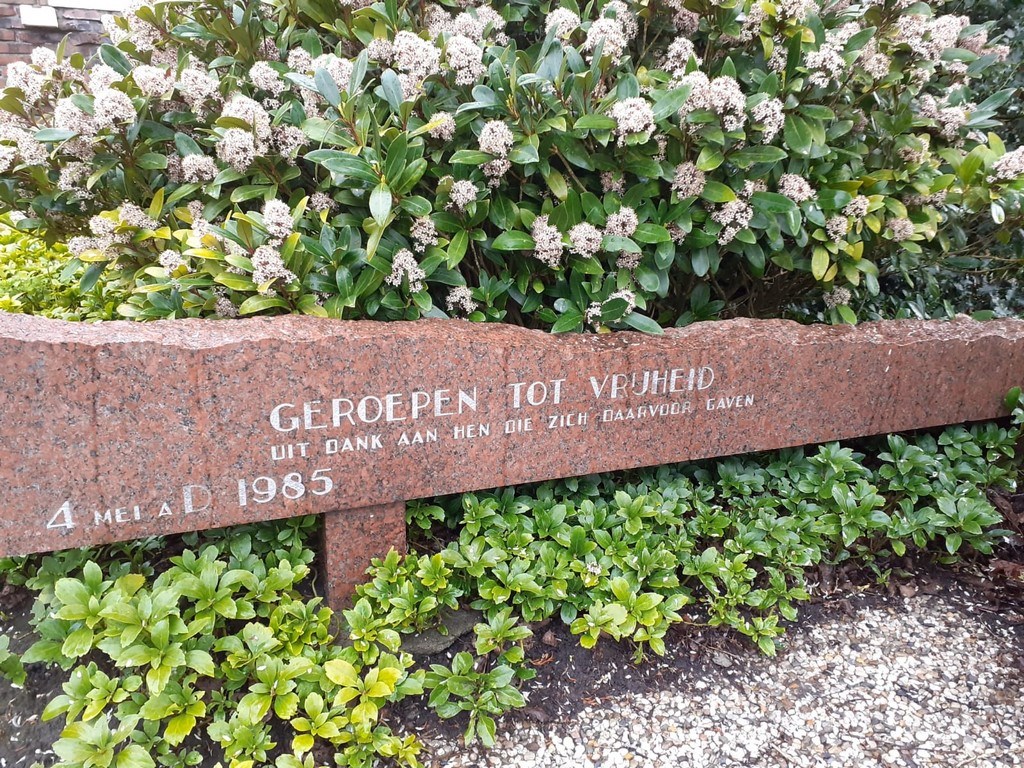 GEROEPEN TOT VRIJHEID
UIT DANK AAN HEN DIE ZICH DAARVOOR GAVEN
4 MEI A D 1985